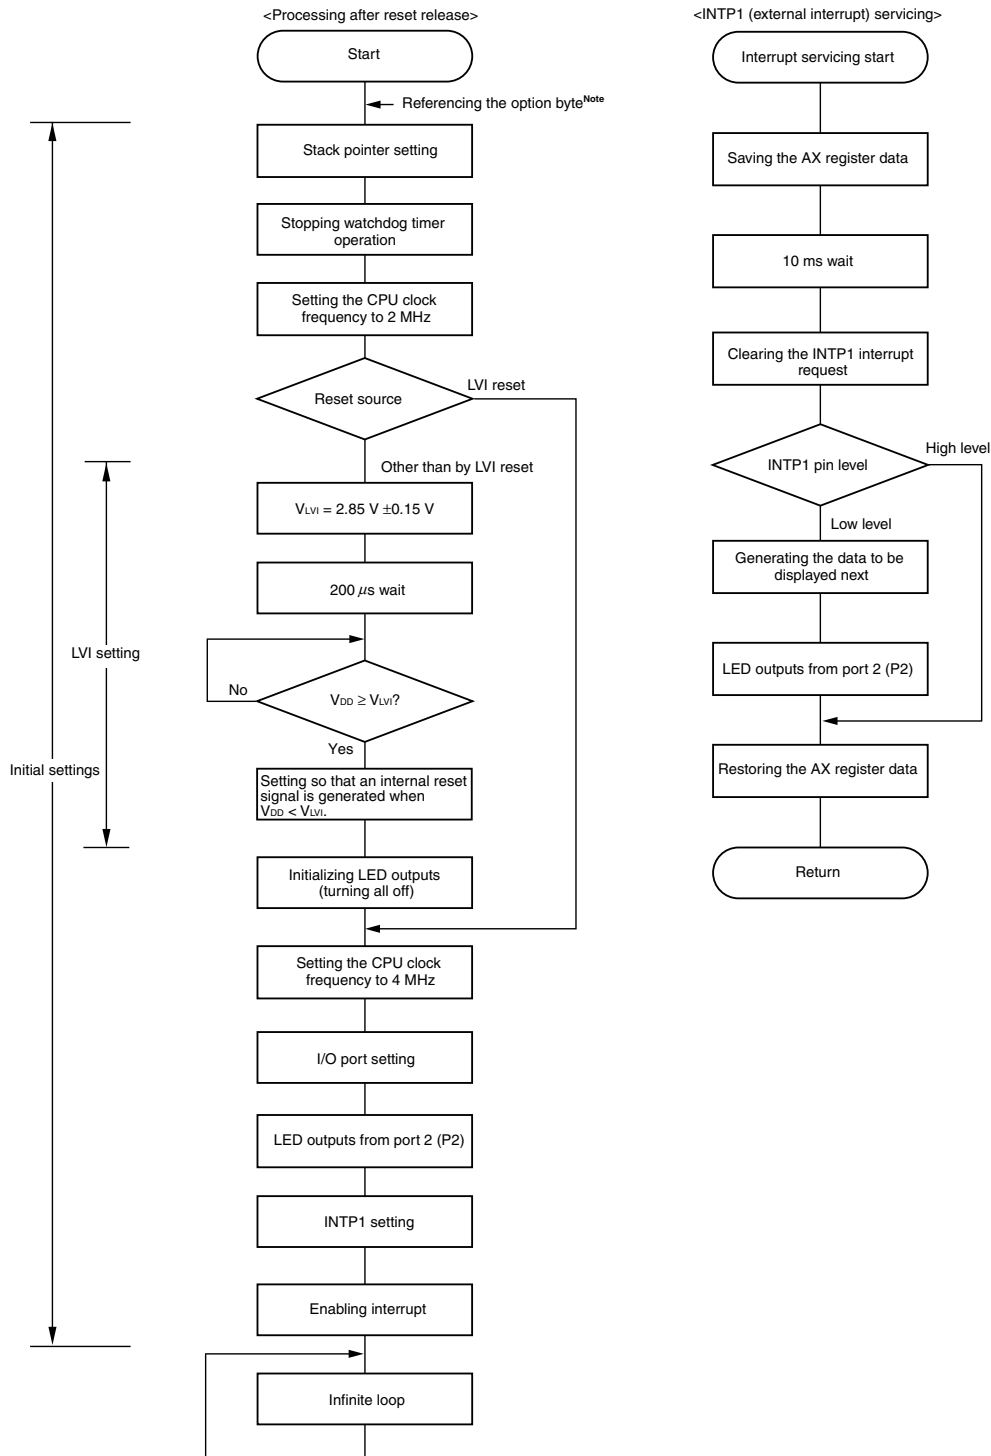 <Processing after reset release>
Start
Referencing the option byteNote
Stack pointer setting
Stopping watchdog timer
operation
Setting the CPU clock
frequency to 2 MHz
Reset source
LVI reset
Other than by LVI reset
VLVI = 2.85 V ±0.15 V
200 μs wait
LVI setting
No
VDD ≥ VLVI?
Yes
Initial settings
Setting so that an internal reset
signal is generated when
VDD < VLVI.
Initializing LED outputs
(turning all off)
Setting the CPU clock
frequency to 4 MHz
I/O port setting
LED outputs from port 2 (P2)
INTP1 setting
Enabling interrupt
Infinite loop
<INTP1 (external interrupt) servicing>
Interrupt servicing start
Saving the AX register data
10 ms wait
Clearing the INTP1 interrupt
request
INTP1 pin level
High level
Low level
Generating the data to be
displayed next
LED outputs from port 2 (P2)
Restoring the AX register data
Return